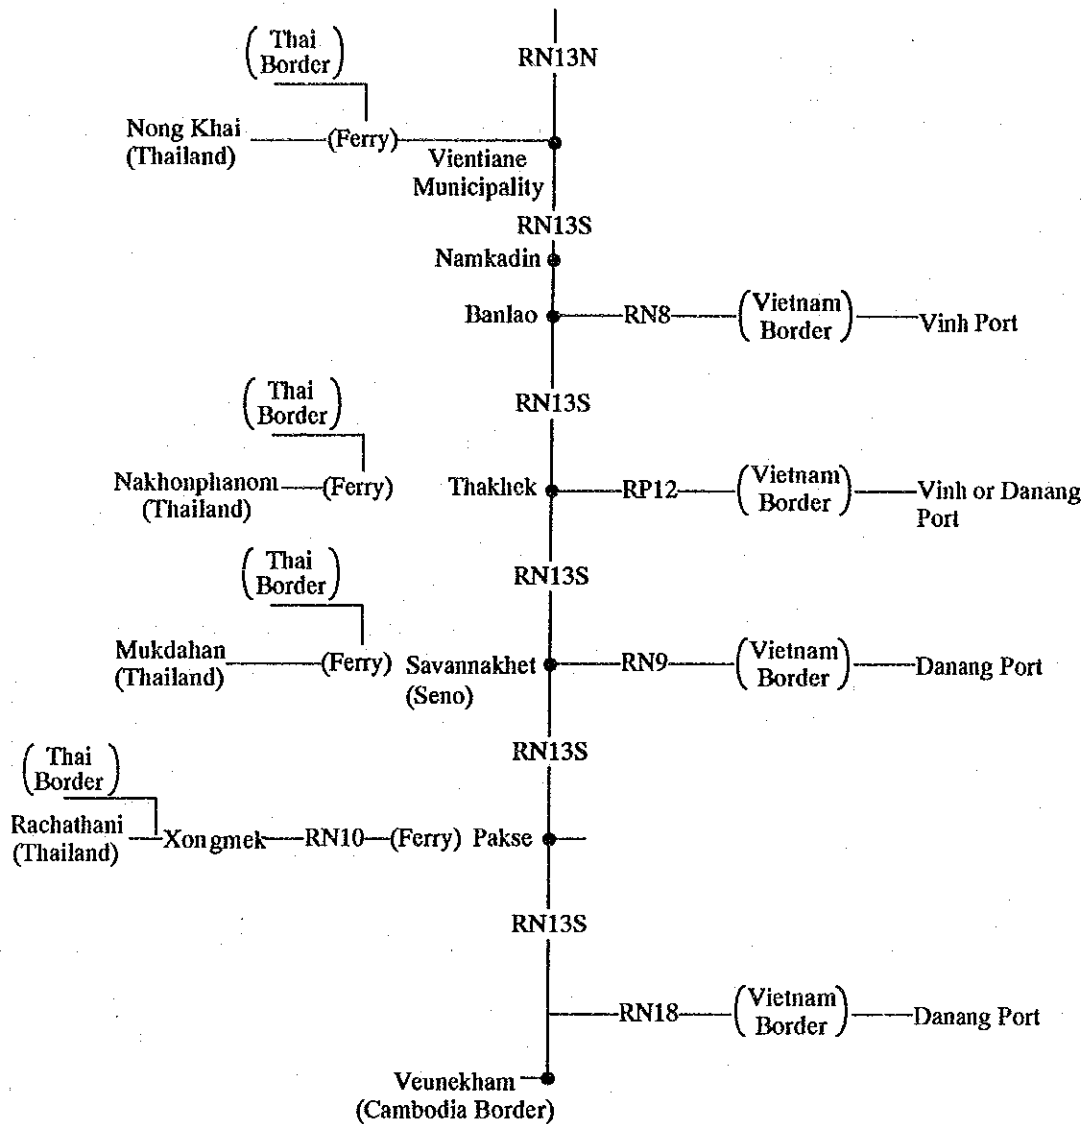 RN13N
(Thai
Border)
Nong Khai
(Thailand)
(Ferry)
Vientiane
Municipality
RN13S
Namkadin
Banlao
RN8
(Vietnam
Border)
Vinh Port
RN13S
(Thai
Border)
Nakhonphanom
(Thailand)
(Ferry)
Thakhek
RP12
(Vietnam
Border)
Vinh or Danang
Port
RN13S
(Thai
Border)
Mukdahan
(Thailand)
(Ferry)
Savannakhet
(Seno)
RN9
(Vietnam
Border)
Danang Port
RN13S
(Thai
Border)
Rachathani
(Thailand)
Xongmek
RN10
(Ferry)
Pakse
RN13S
RN18
(Vietnam
Border)
Danang Port
Veunekham
(Cambodia Border)